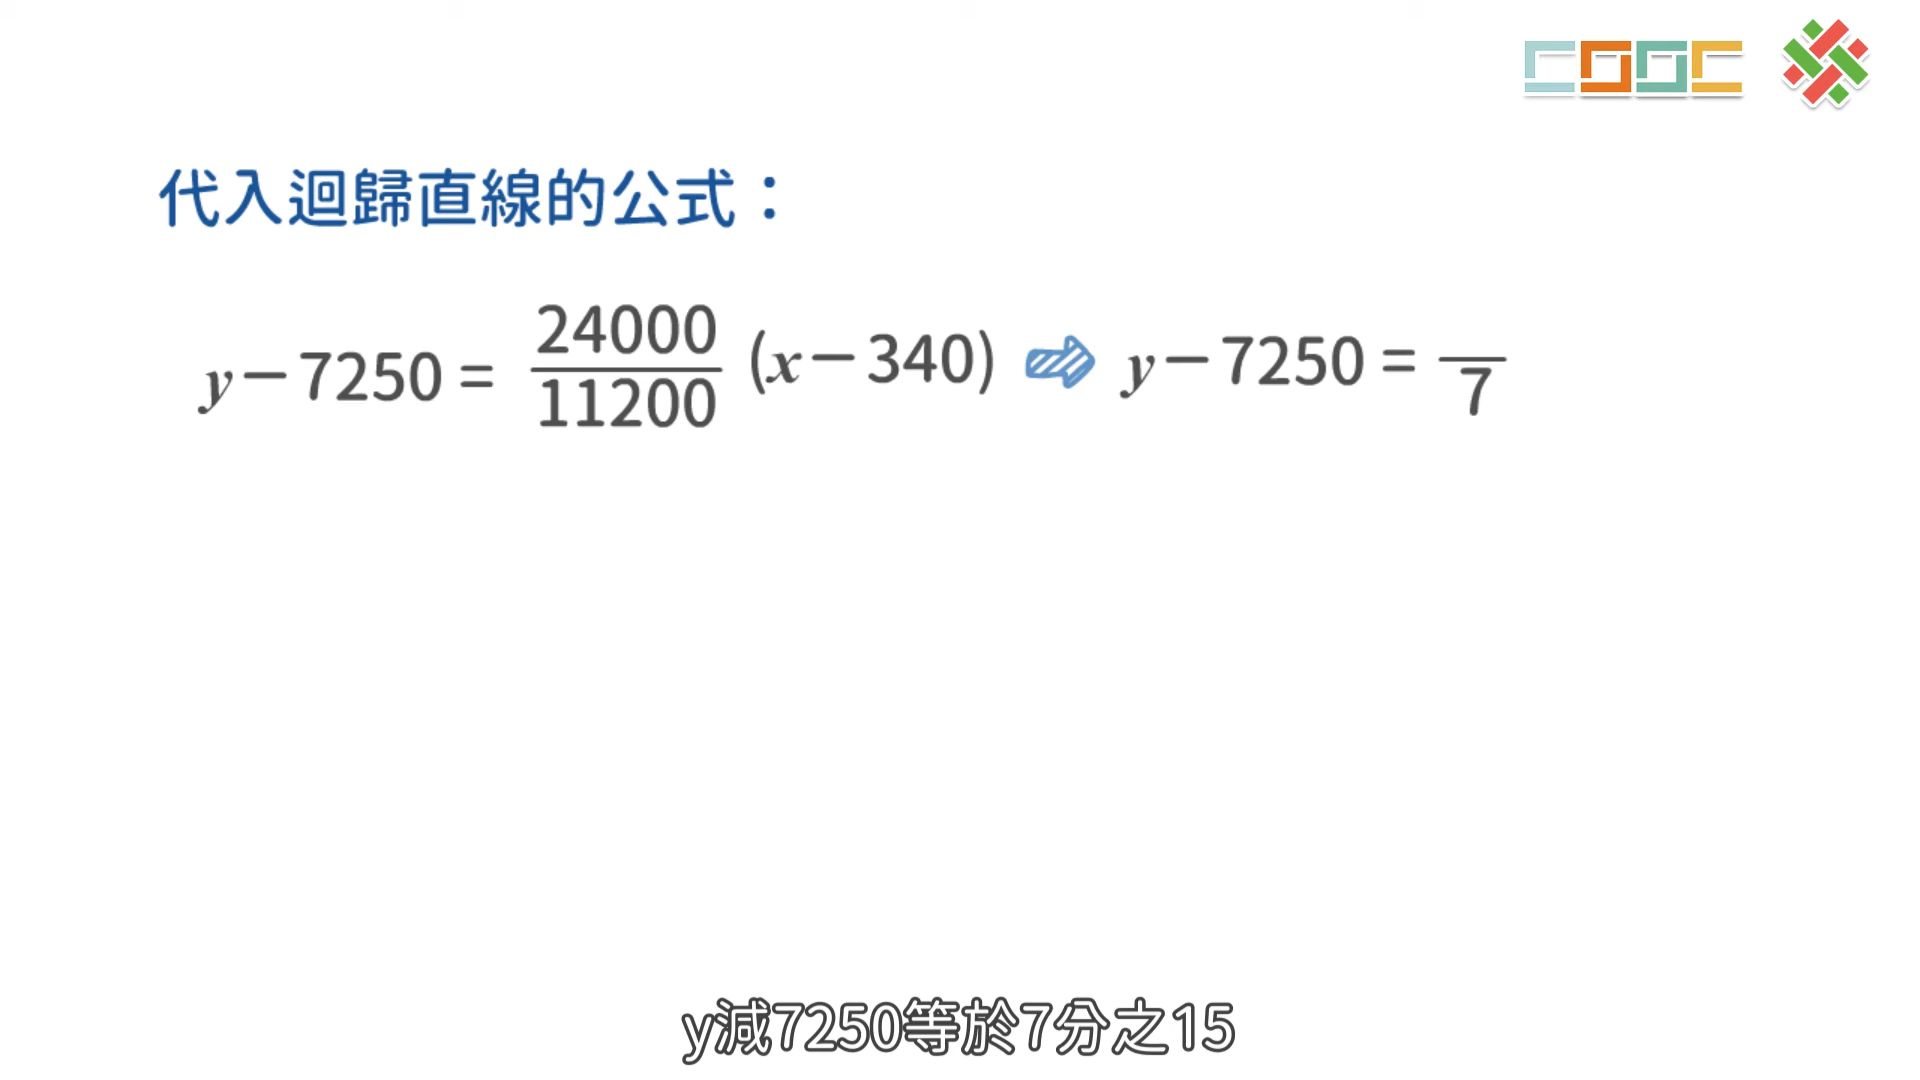 COOC
代入迴歸直線的公式：
y－7250 = 24000/11200 (x－340) ⇨ y－7250 = /7
y減7250等於7分之15